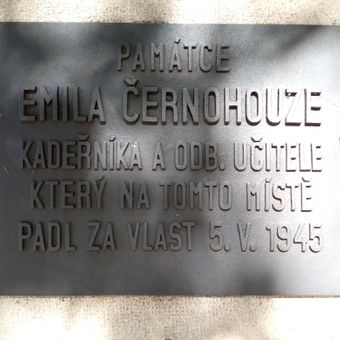 PAMÁTCE
EMILA ČERNOHOUZE
KADEŘNÍKA A ODB. UČITELE
KTERÝ NA TOMTO MÍSTĚ
PADL ZA VLAST 5. V. 1945